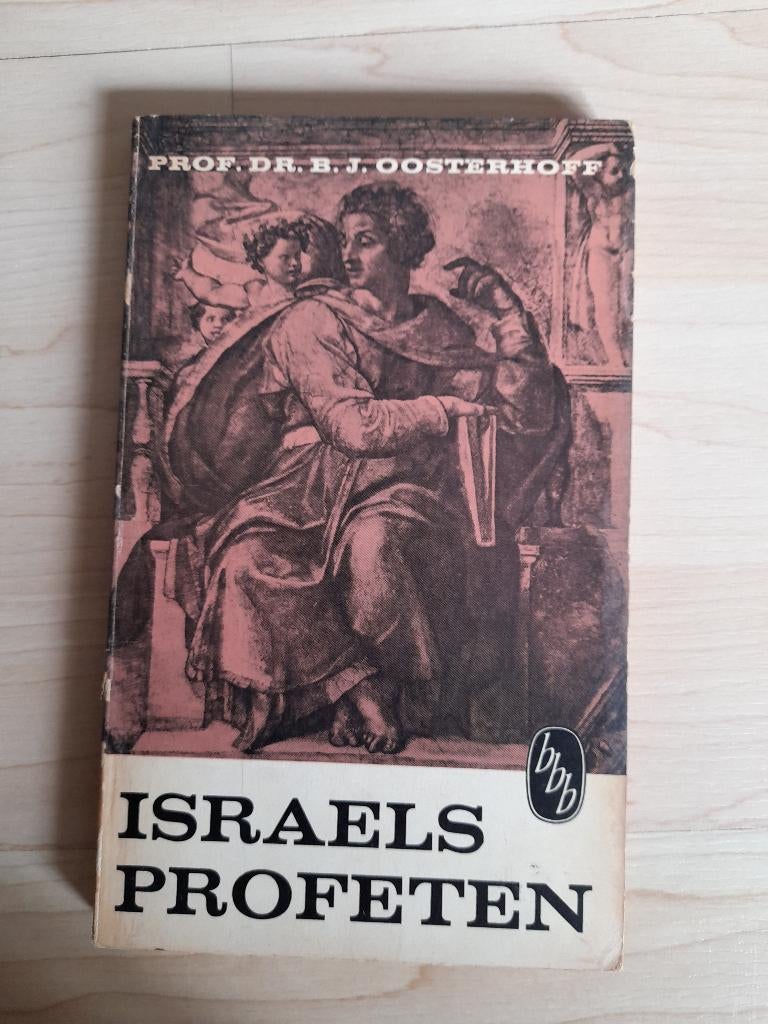 PROF. DR. B. J. OOSTERHOFF
bbb
ISRAELS
PROFETEN